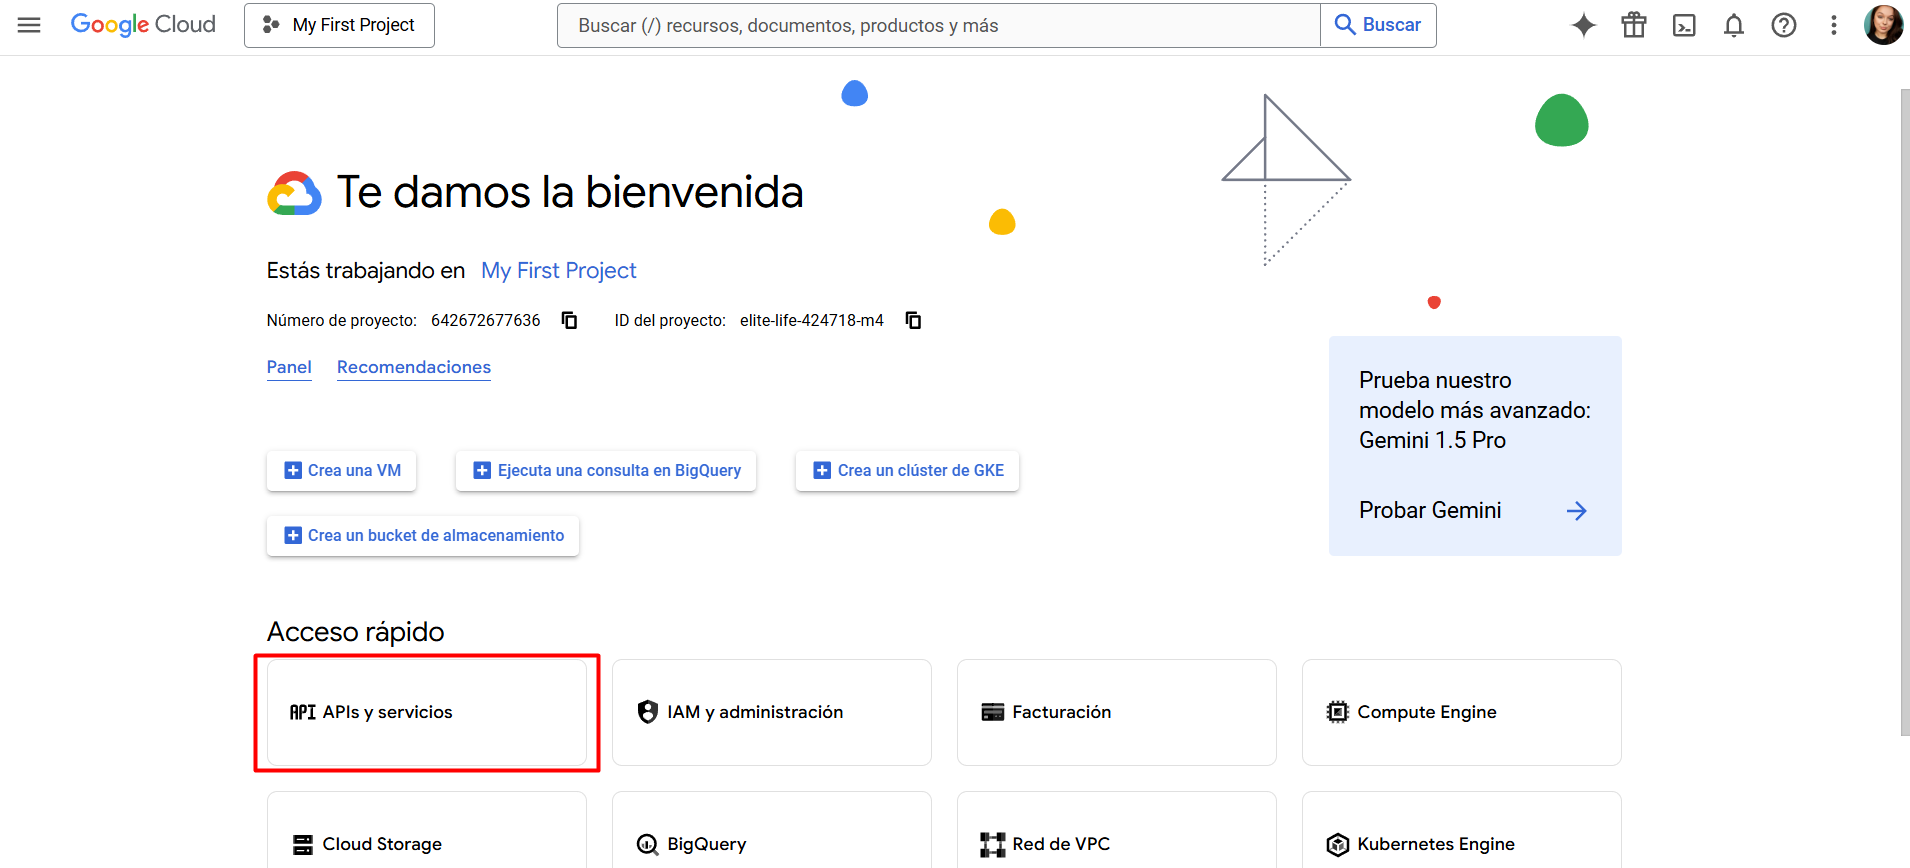 Google Cloud
My First Project
Buscar (/) recursos, documentos, productos y más
Buscar
Te damos la bienvenida
Estás trabajando en My First Project
Número de proyecto: 642672677636 ID del proyecto: elite-life-424718-m4
Panel Recomendaciones
Prueba nuestro
modelo más avanzado:
Gemini 1.5 Pro
Probar Gemini
Crea una VM
Ejecuta una consulta en BigQuery
Crea un clúster de GKE
Crea un bucket de almacenamiento
Acceso rápido
API APIs y servicios
IAM y administración
Facturación
Compute Engine
Cloud Storage
BigQuery
Red de VPC
Kubernetes Engine